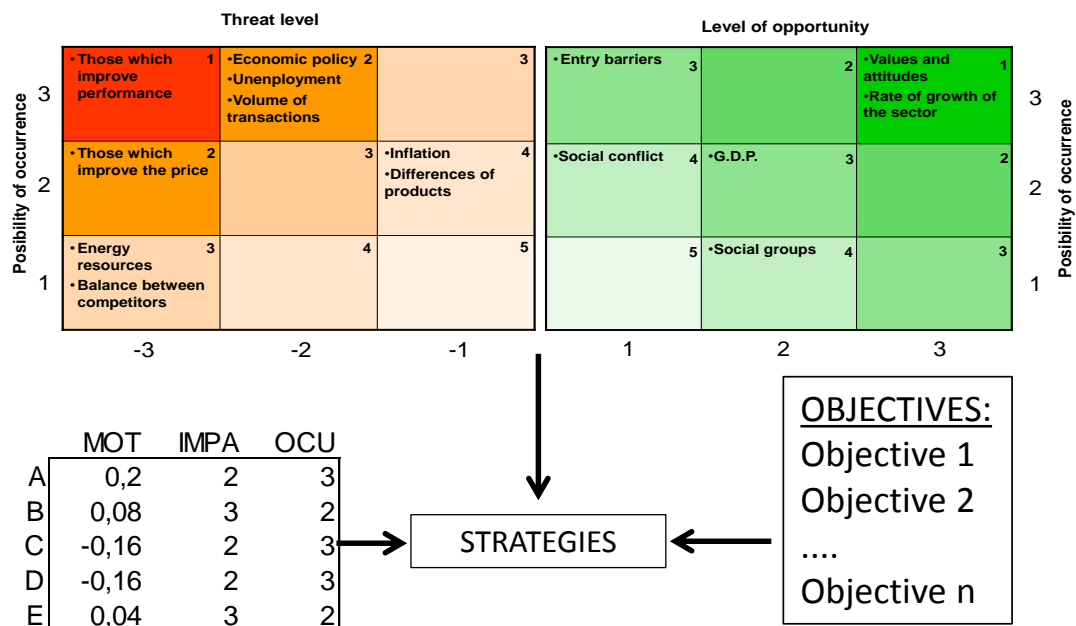 Threat level
Level of opportunity
Posibility of occurrence
3
2
1
•Those which improve performance
1
•Economic policy
2
•Unenployment
•Volume of transactions
3
•Those which improve the price
2
3
•Inflation
4
•Differences of products
•Energy resources
3
•Balance between competitors
4
5
-3
-2
-1
•Entry barriers
3
2
•Values and attitudes
1
•Rate of growth of the sector
•Social conflict
4
•G.D.P.
3
2
5
•Social groups
4
3
1
2
3
3
2
1
Posibility of occurrence
MOT IMPA OCU
A 0,2 2 3
B 0,08 3 2
C -0,16 2 3
D -0,16 2 3
E 0,04 3 2
STRATEGIES
OBJECTIVES:
Objective 1
Objective 2
....
Objective n